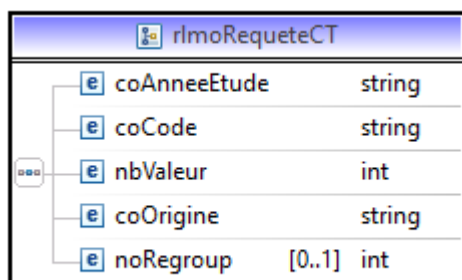 rImoRequeteCT
e coAnneeEtude string
e coCode string
e nbValeur int
e coOrigine string
e noRegroup [0..1] int